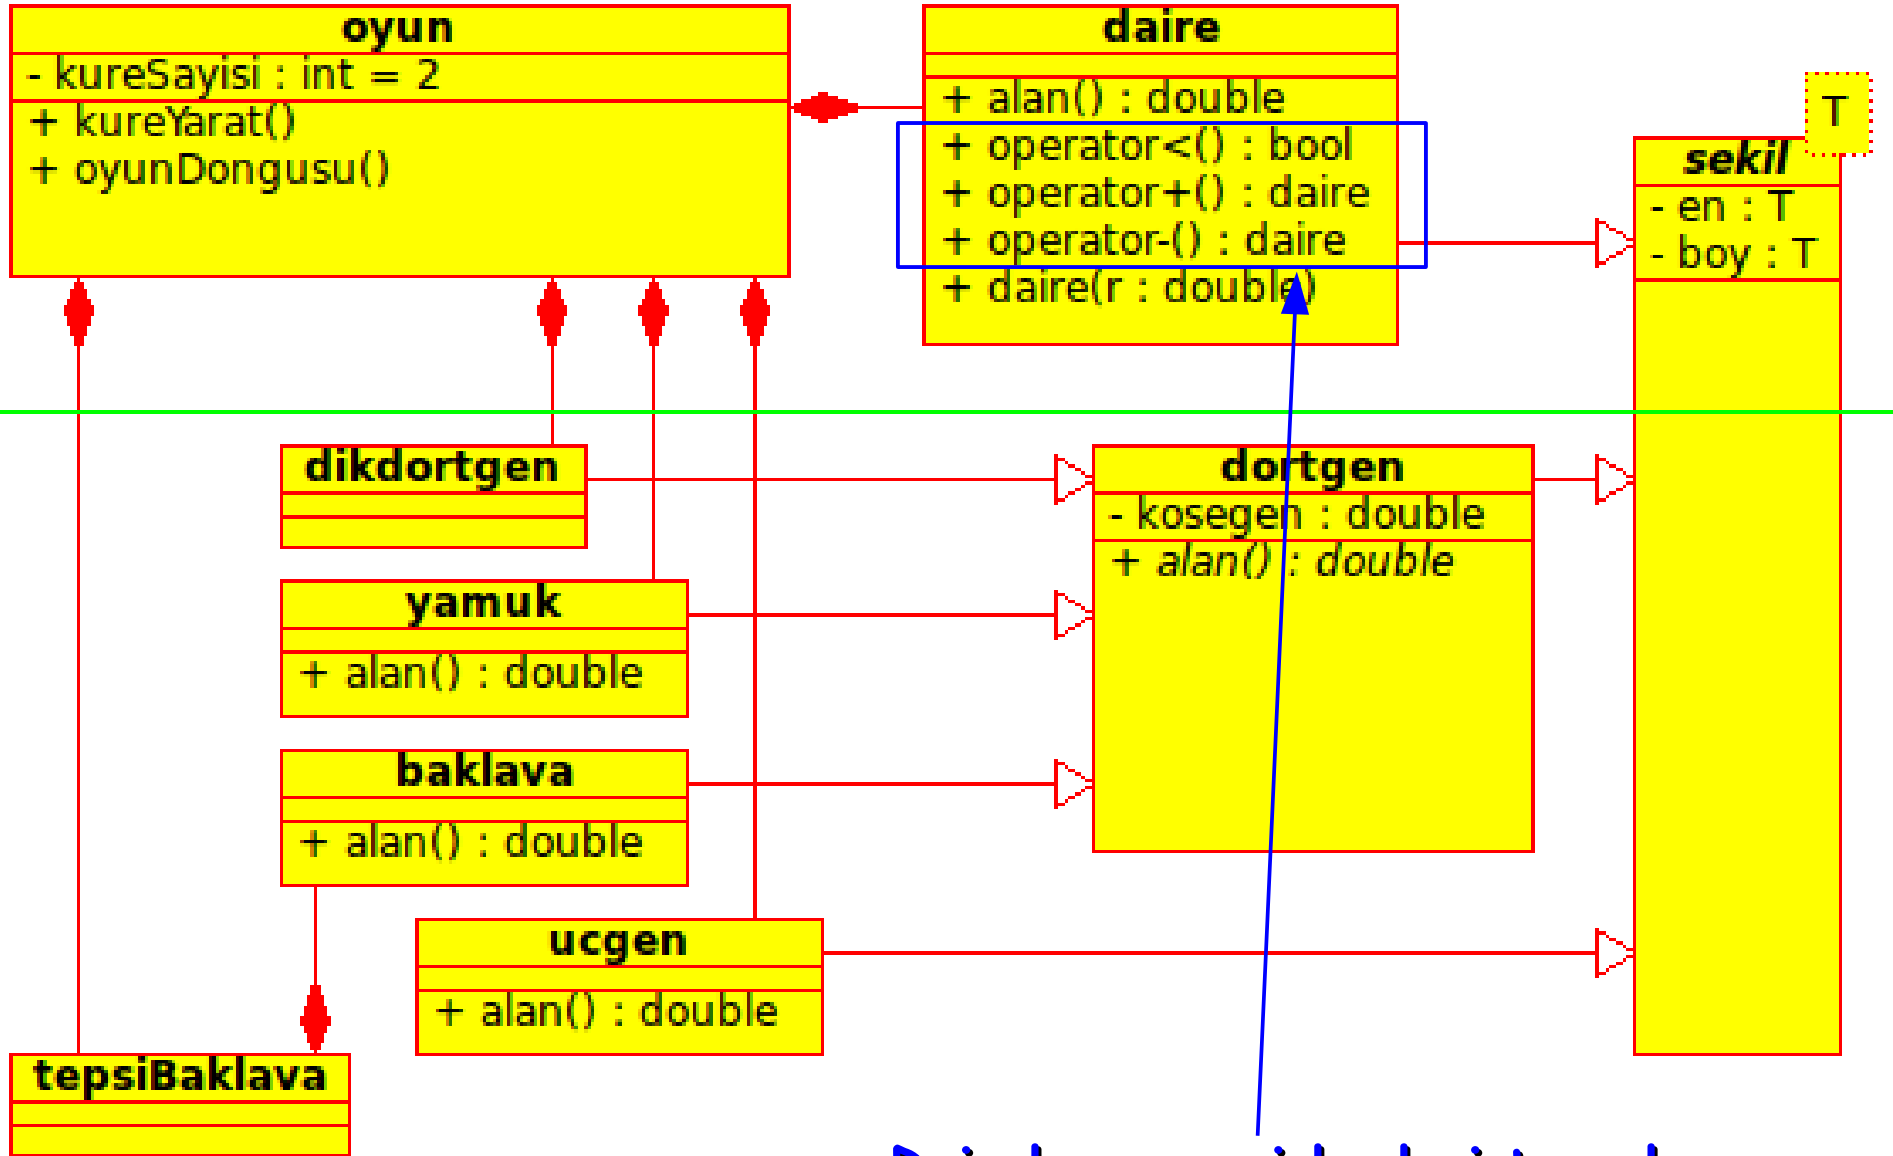 oyun
- kureSayisi : int = 2
+ kureYarat()
+ oyunDongusu()
daire
+ alan() : double
+ operator<() : bool
+ operator+() : daire
+ operator-() : daire
+ daire(r : double)
T
sekil
- en : T
- boy : T
dikdortgen
dortgen
- kosegen : double
+ alan() : double
yamuk
+ alan() : double
baklava
+ alan() : double
ucgen
+ alan() : double
tepsiBaklava